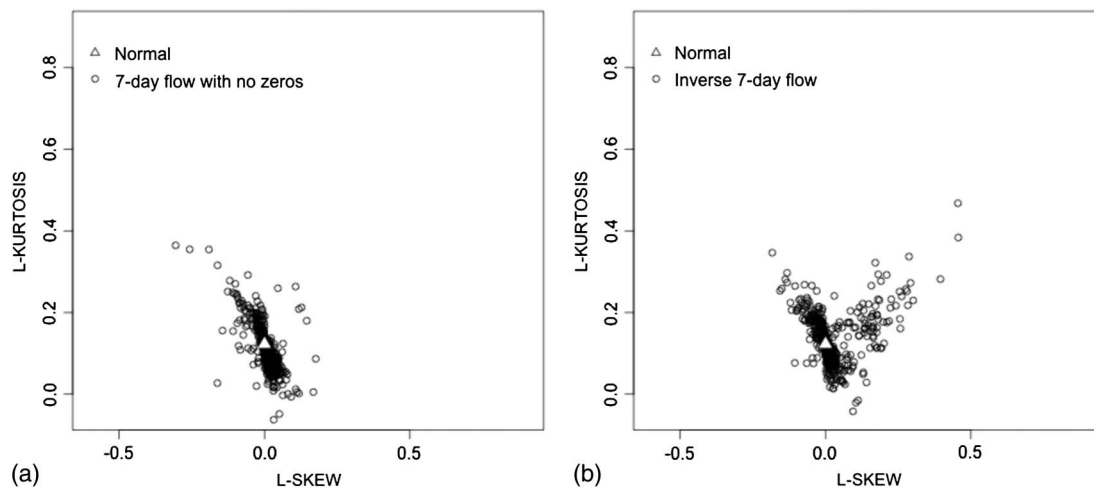 Normal
7-day flow with no zeros
0.8
0.6
0.4
0.2
0.0
L-KURTOSIS
-0.5 0.0 0.5
L-SKEW
(a)
Normal
Inverse 7-day flow
0.8
0.6
0.4
0.2
0.0
L-KURTOSIS
-0.5 0.0 0.5
L-SKEW
(b)